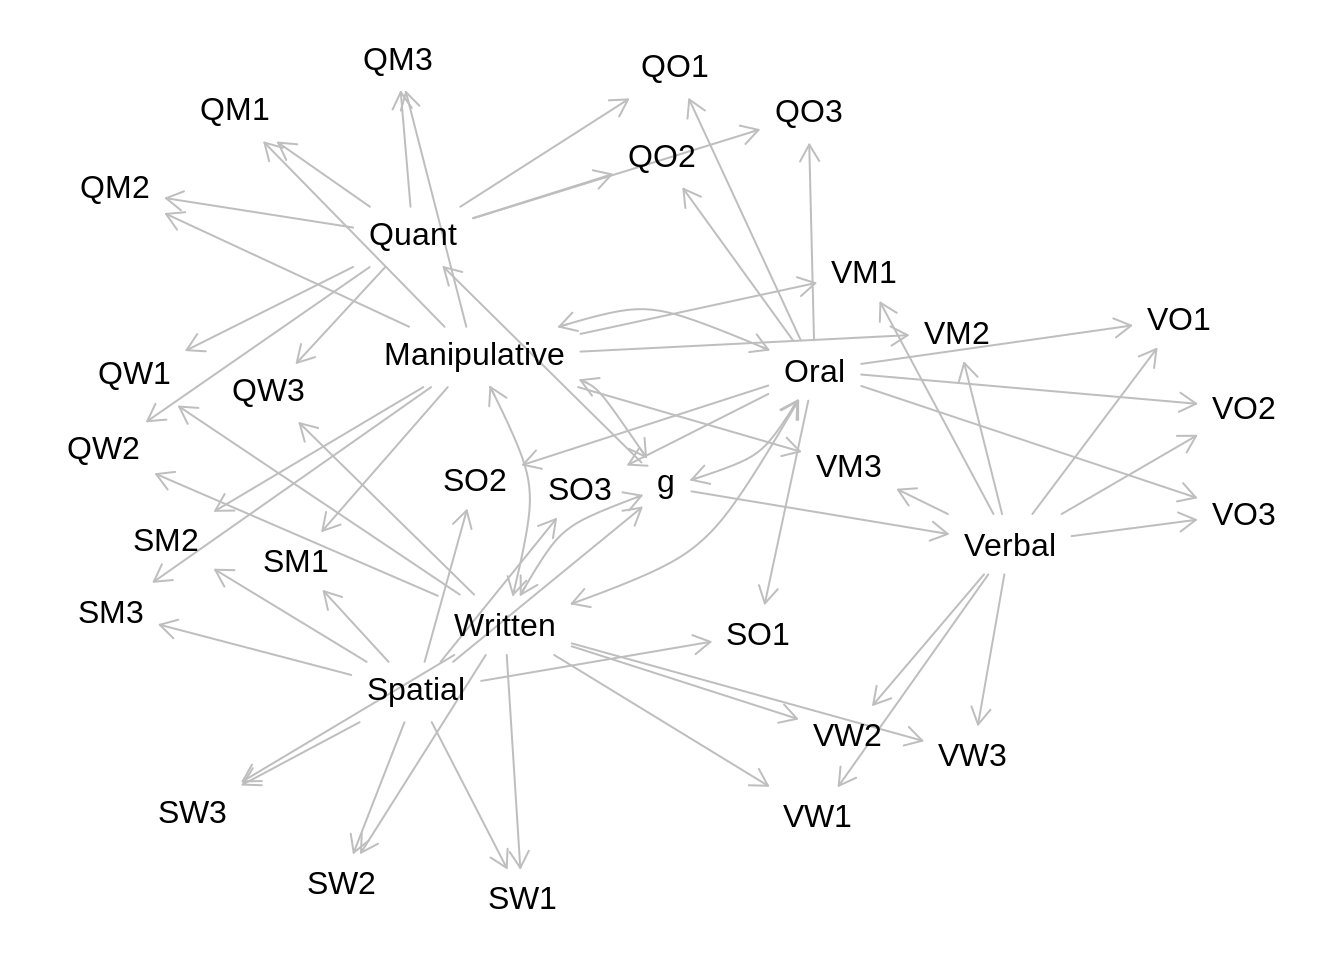 QM3
QO1
QM1
QO3
QO2
QM2
Quant
VM1
VO1
VM2
Manipulative
Oral
QW1
QW3
VO2
QW2
VM3
SO2
g
SO3
VO3
SM2
Verbal
SM1
SM3
Written
SO1
Spatial
VW2
VW3
SW3
VW1
SW2
SW1